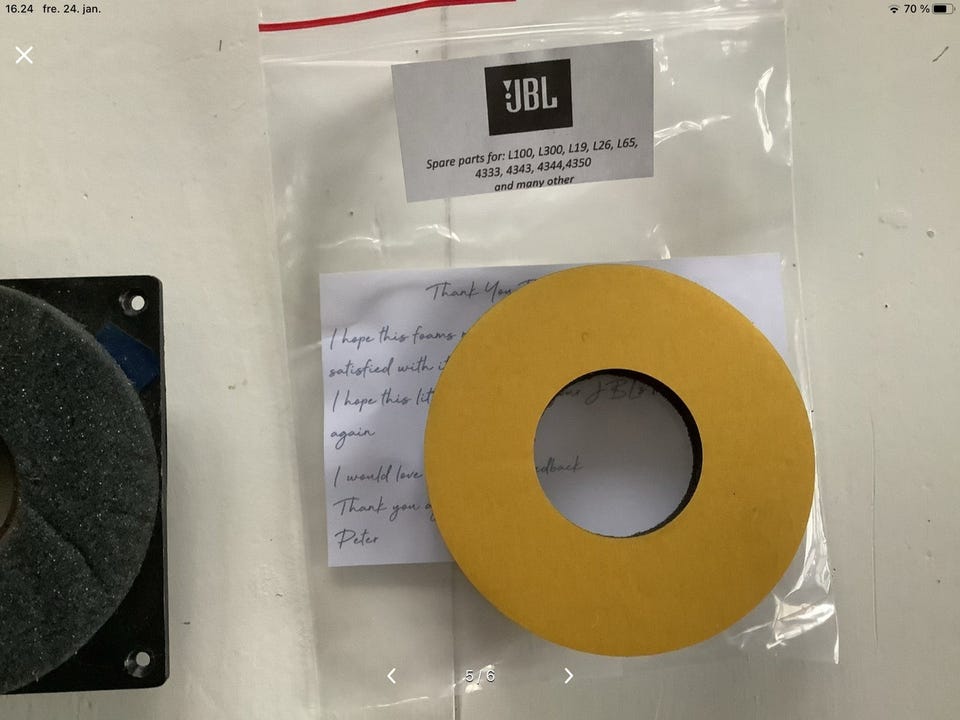 16.24 fre. 24. jan.
70 %
JBL
Spare parts for: L100, L300, L19, L26, L65,
4333, 4343, 4344,4350
and many other
Thank You
I hope this foams
satisfied with
I hope this JBLs
again
I would love
Thank you
Peter
5/6